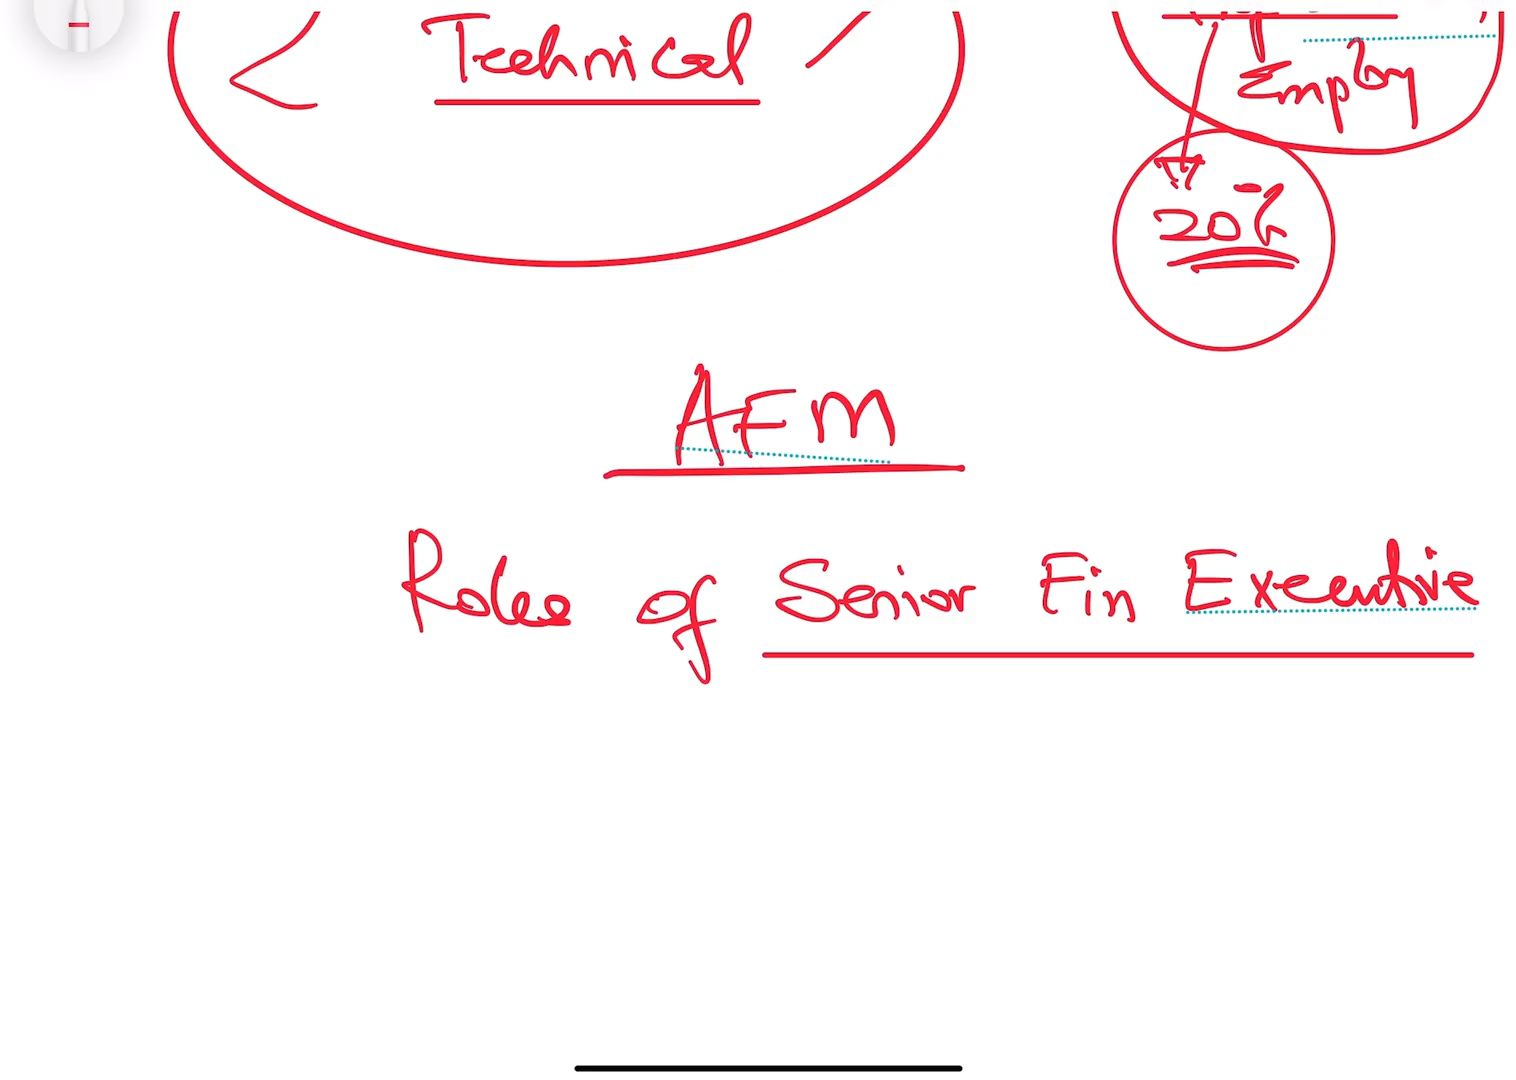 Technical
Employ
20%
AFM
Roles of Senior Fin Executive